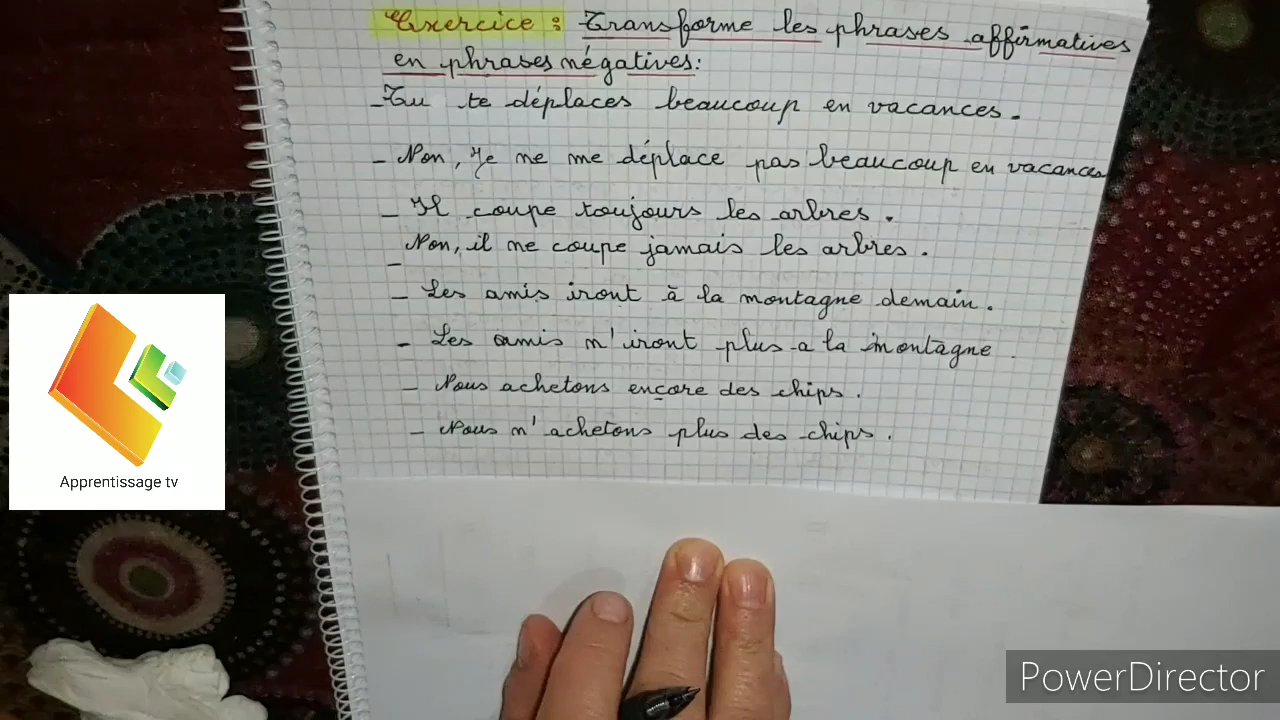 Exercice : Transforme les phrases affirmatives
en phrases négatives:
-Tu te déplaces beaucoup en vacances.
- Non, Je ne me déplace pas beaucoup en vacances
- Il coupe toujours les arbres.
- Non, il ne coupe jamais les arbres.
- Les amis iront à la montagne demain.
- Les amis n'iront plus a la montagne.
- Nous achetons encore des chips.
- Nous n'achetons plus des chips.
Apprentissage tv
PowerDirector